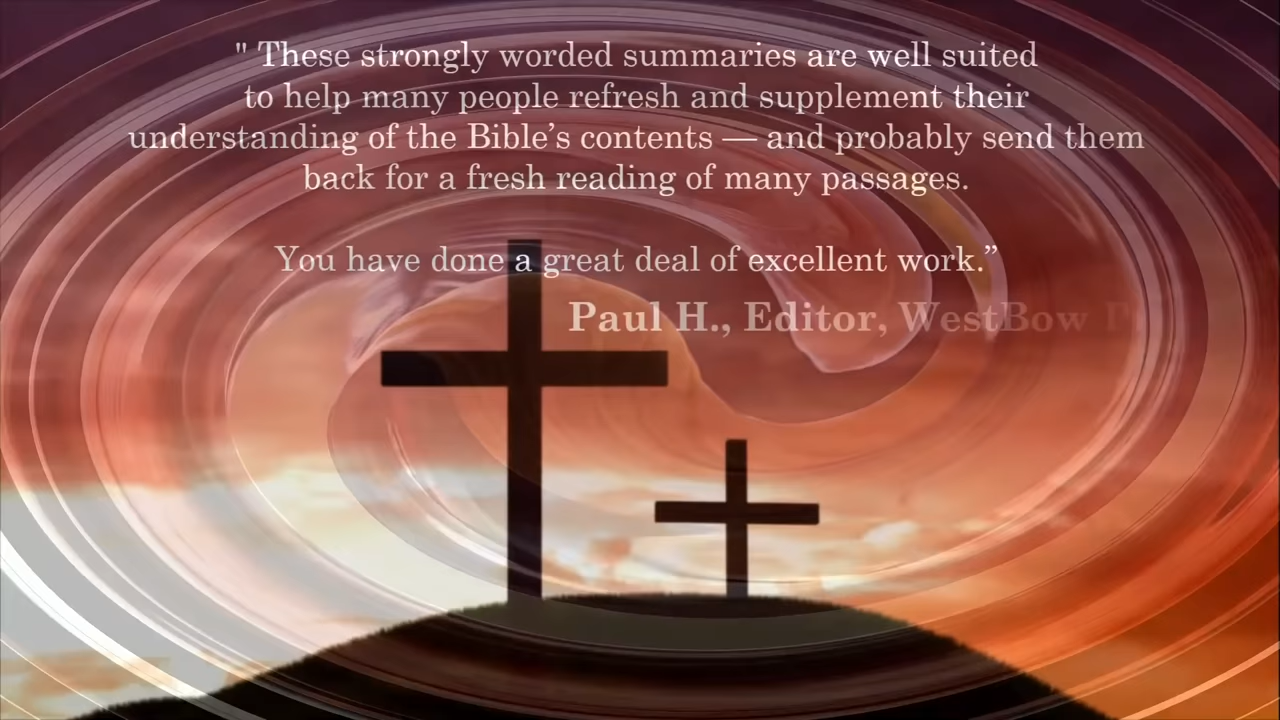 " These strongly worded summaries are well suited
to help many people refresh and supplement their
understanding of the Bible’s contents — and probably send them
back for a fresh reading of many passages.
You have done a great deal of excellent work.”
Paul H., Editor, WestBow